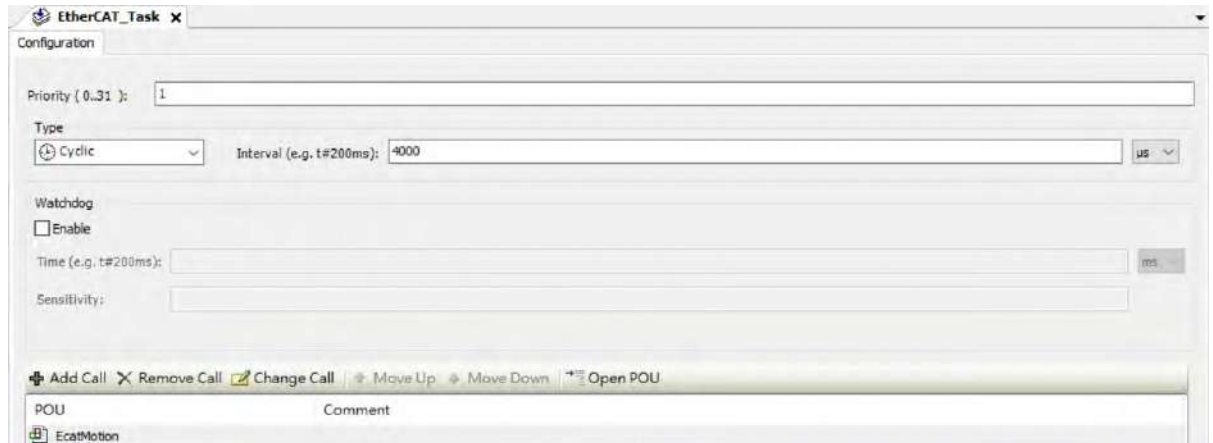 EtherCAT_Task X
Configuration
Priority ( 0..31 ): 1
Type
Cyclic Interval (e.g. t#200ms): 4000 µs
Watchdog
Enable
Time (e.g. t#200ms): ms
Sensitivity:
Add Call Remove Call Change Call Move Up Move Down Open POU
POU Comment
EcatMotion